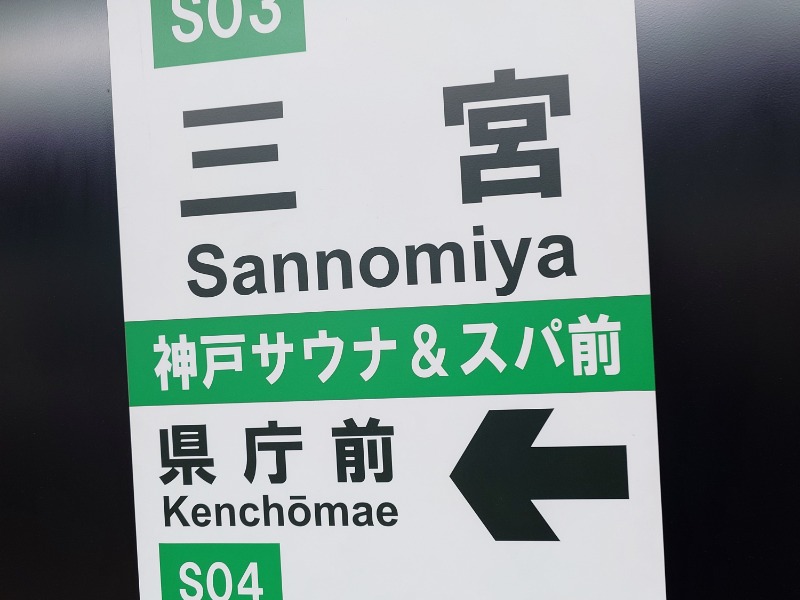 S03
三宮
Sannomiya
神戸サウナ&スパ前
県庁前
Kenchōmae
S04